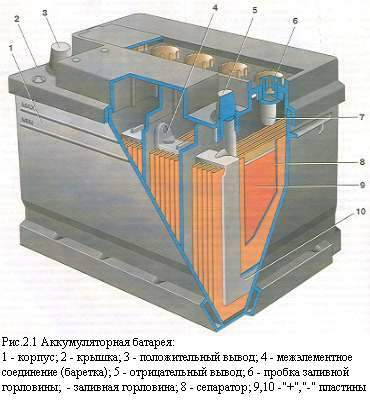 3
4
5
6
2
1
MAX
MIN
7
8
9
10
Рис.2.1 Аккумуляторная батарея:
1 - корпус; 2 - крышка; 3 - положительный вывод; 4 - межэлементное
соединение (баретка); 5 - отрицательный вывод; 6 - пробка заливной
горловины; - заливная горловина; 8 - сепаратор; 9,10 -"+","-" пластины